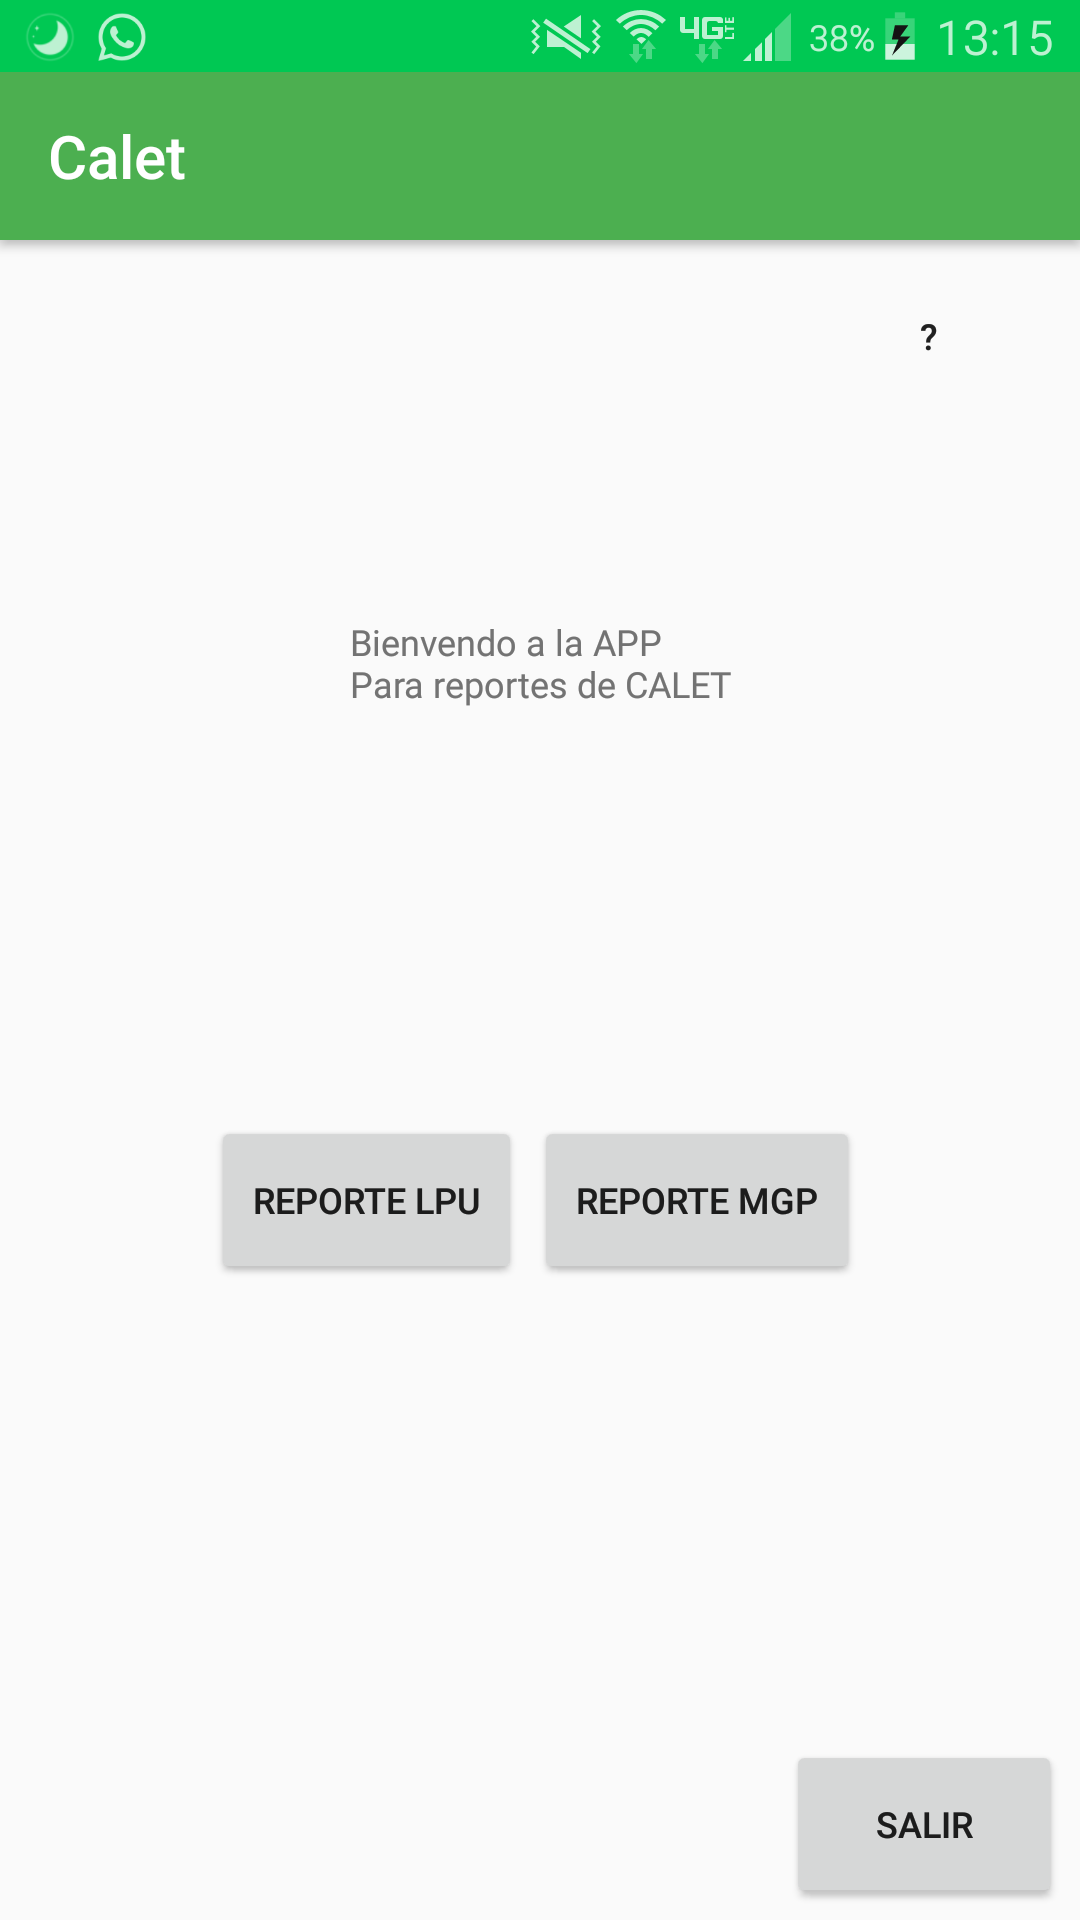 4G LTE 38% 13:15
Calet
?
Bienvendo a la APP
Para reportes de CALET
REPORTE LPU REPORTE MGP
SALIR